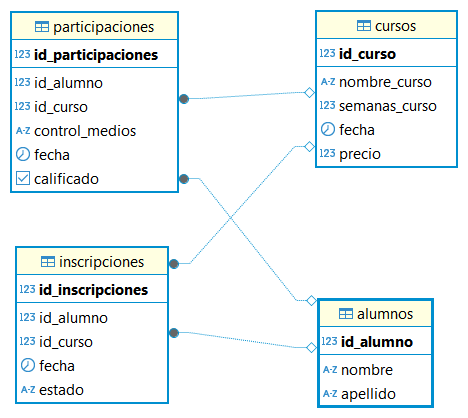 participaciones
123 id_participaciones
123 id_alumno
123 id_curso
A-Z control_medios
fecha
calificado
cursos
123 id_curso
A-Z nombre_curso
123 semanas_curso
fecha
123 precio
inscripciones
123 id_inscripciones
123 id_alumno
123 id_curso
fecha
A-Z estado
alumnos
123 id_alumno
A-Z nombre
A-Z apellido